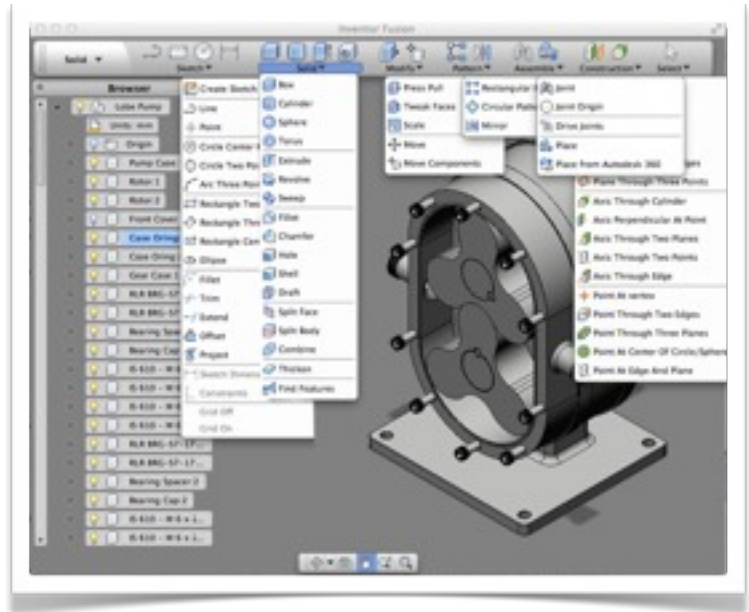 Inventor Fusion
Solid
Sketch
Solid
Modify
Pattern
Assemble
Construction
Select
Browser
Lobe Pump
Units: mm
Origin
Pump Case
Rotor 1
Rotor 2
Front Cover
Case Oring
Case Oring
Gear Case
Bearing
Bearing Cap
Bearing Spacer 2
Bearing Cap 2
Create Sketch
Line
Point
Circle Center
Circle Two
Arc Three
Rectangle Two
Rectangle
Rectangle
Ellipse
Fillet
Trim
Extend
Offset
Project
Sketch
Constraints
Grid Off
Grid On
Box
Cylinder
Sphere
Torus
Extrude
Revolve
Sweep
Fillet
Chamfer
Hole
Shell
Draft
Split Face
Split Body
Combine
Thicken
Find Features
Press Pull
Tweak Faces
Scale
Move
Move Components
Rectangular
Circular
Mirror
Joint
Joint Origin
Drive Joints
Place
Place From Autodesk 360
Plane Through Three Points
Axis Through Cylinder
Axis Perpendicular At Point
Axis Through Two Planes
Axis Through Two Points
Axis Through Edge
Point At vertex
Point Through Two Edges
Point Through Three Planes
Point At Center Of Circle/Sphere
Point At Edge And Plane